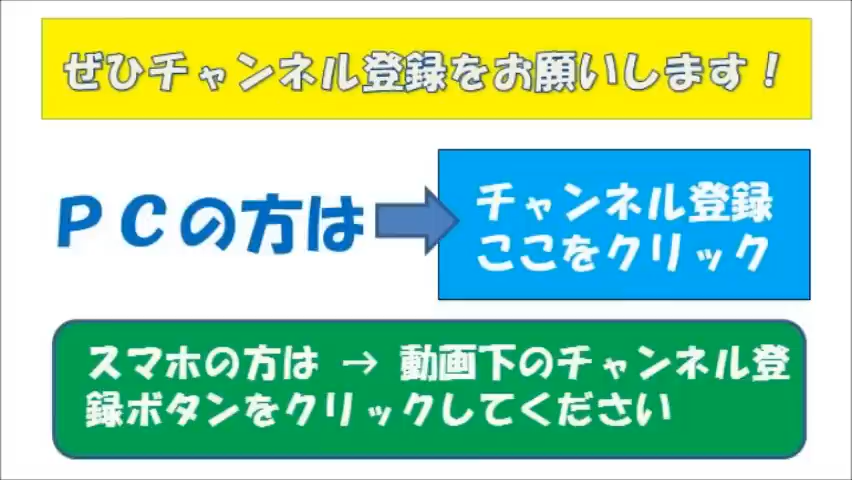 ぜひチャンネル登録をお願いします！
ＰＣの方は
チャンネル登録
ここをクリック
スマホの方は → 動画下のチャンネル登
録ボタンをクリックしてください